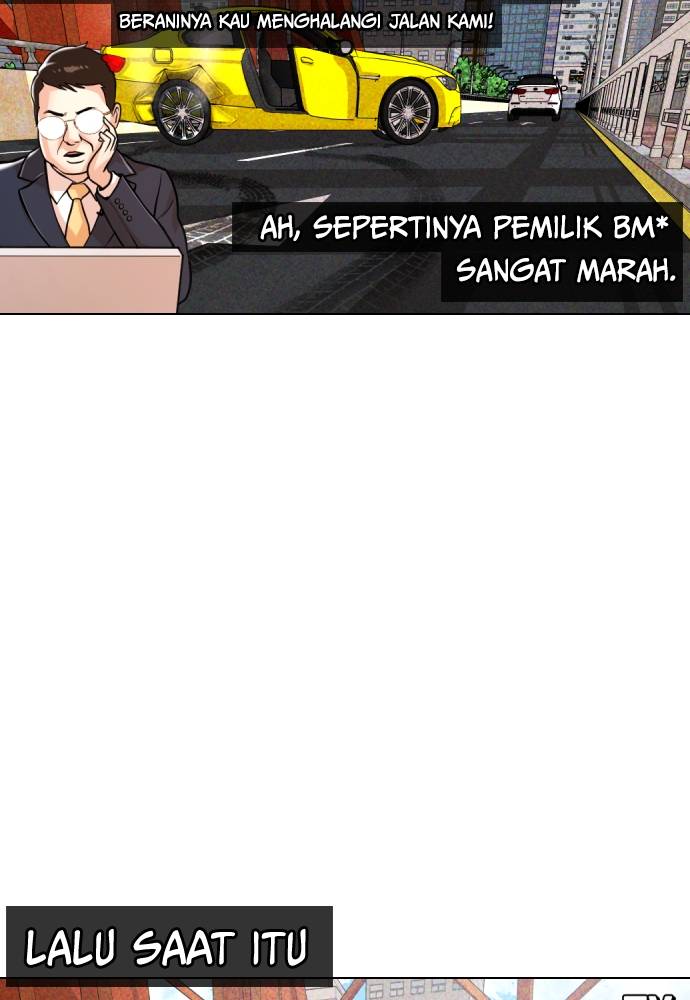 BERANINYA KAU MENGHALANGI JALAN KAMI!
AH, SEPERTINYA PEMILIK BM*
SANGAT MARAH.
LALU SAAT ITU